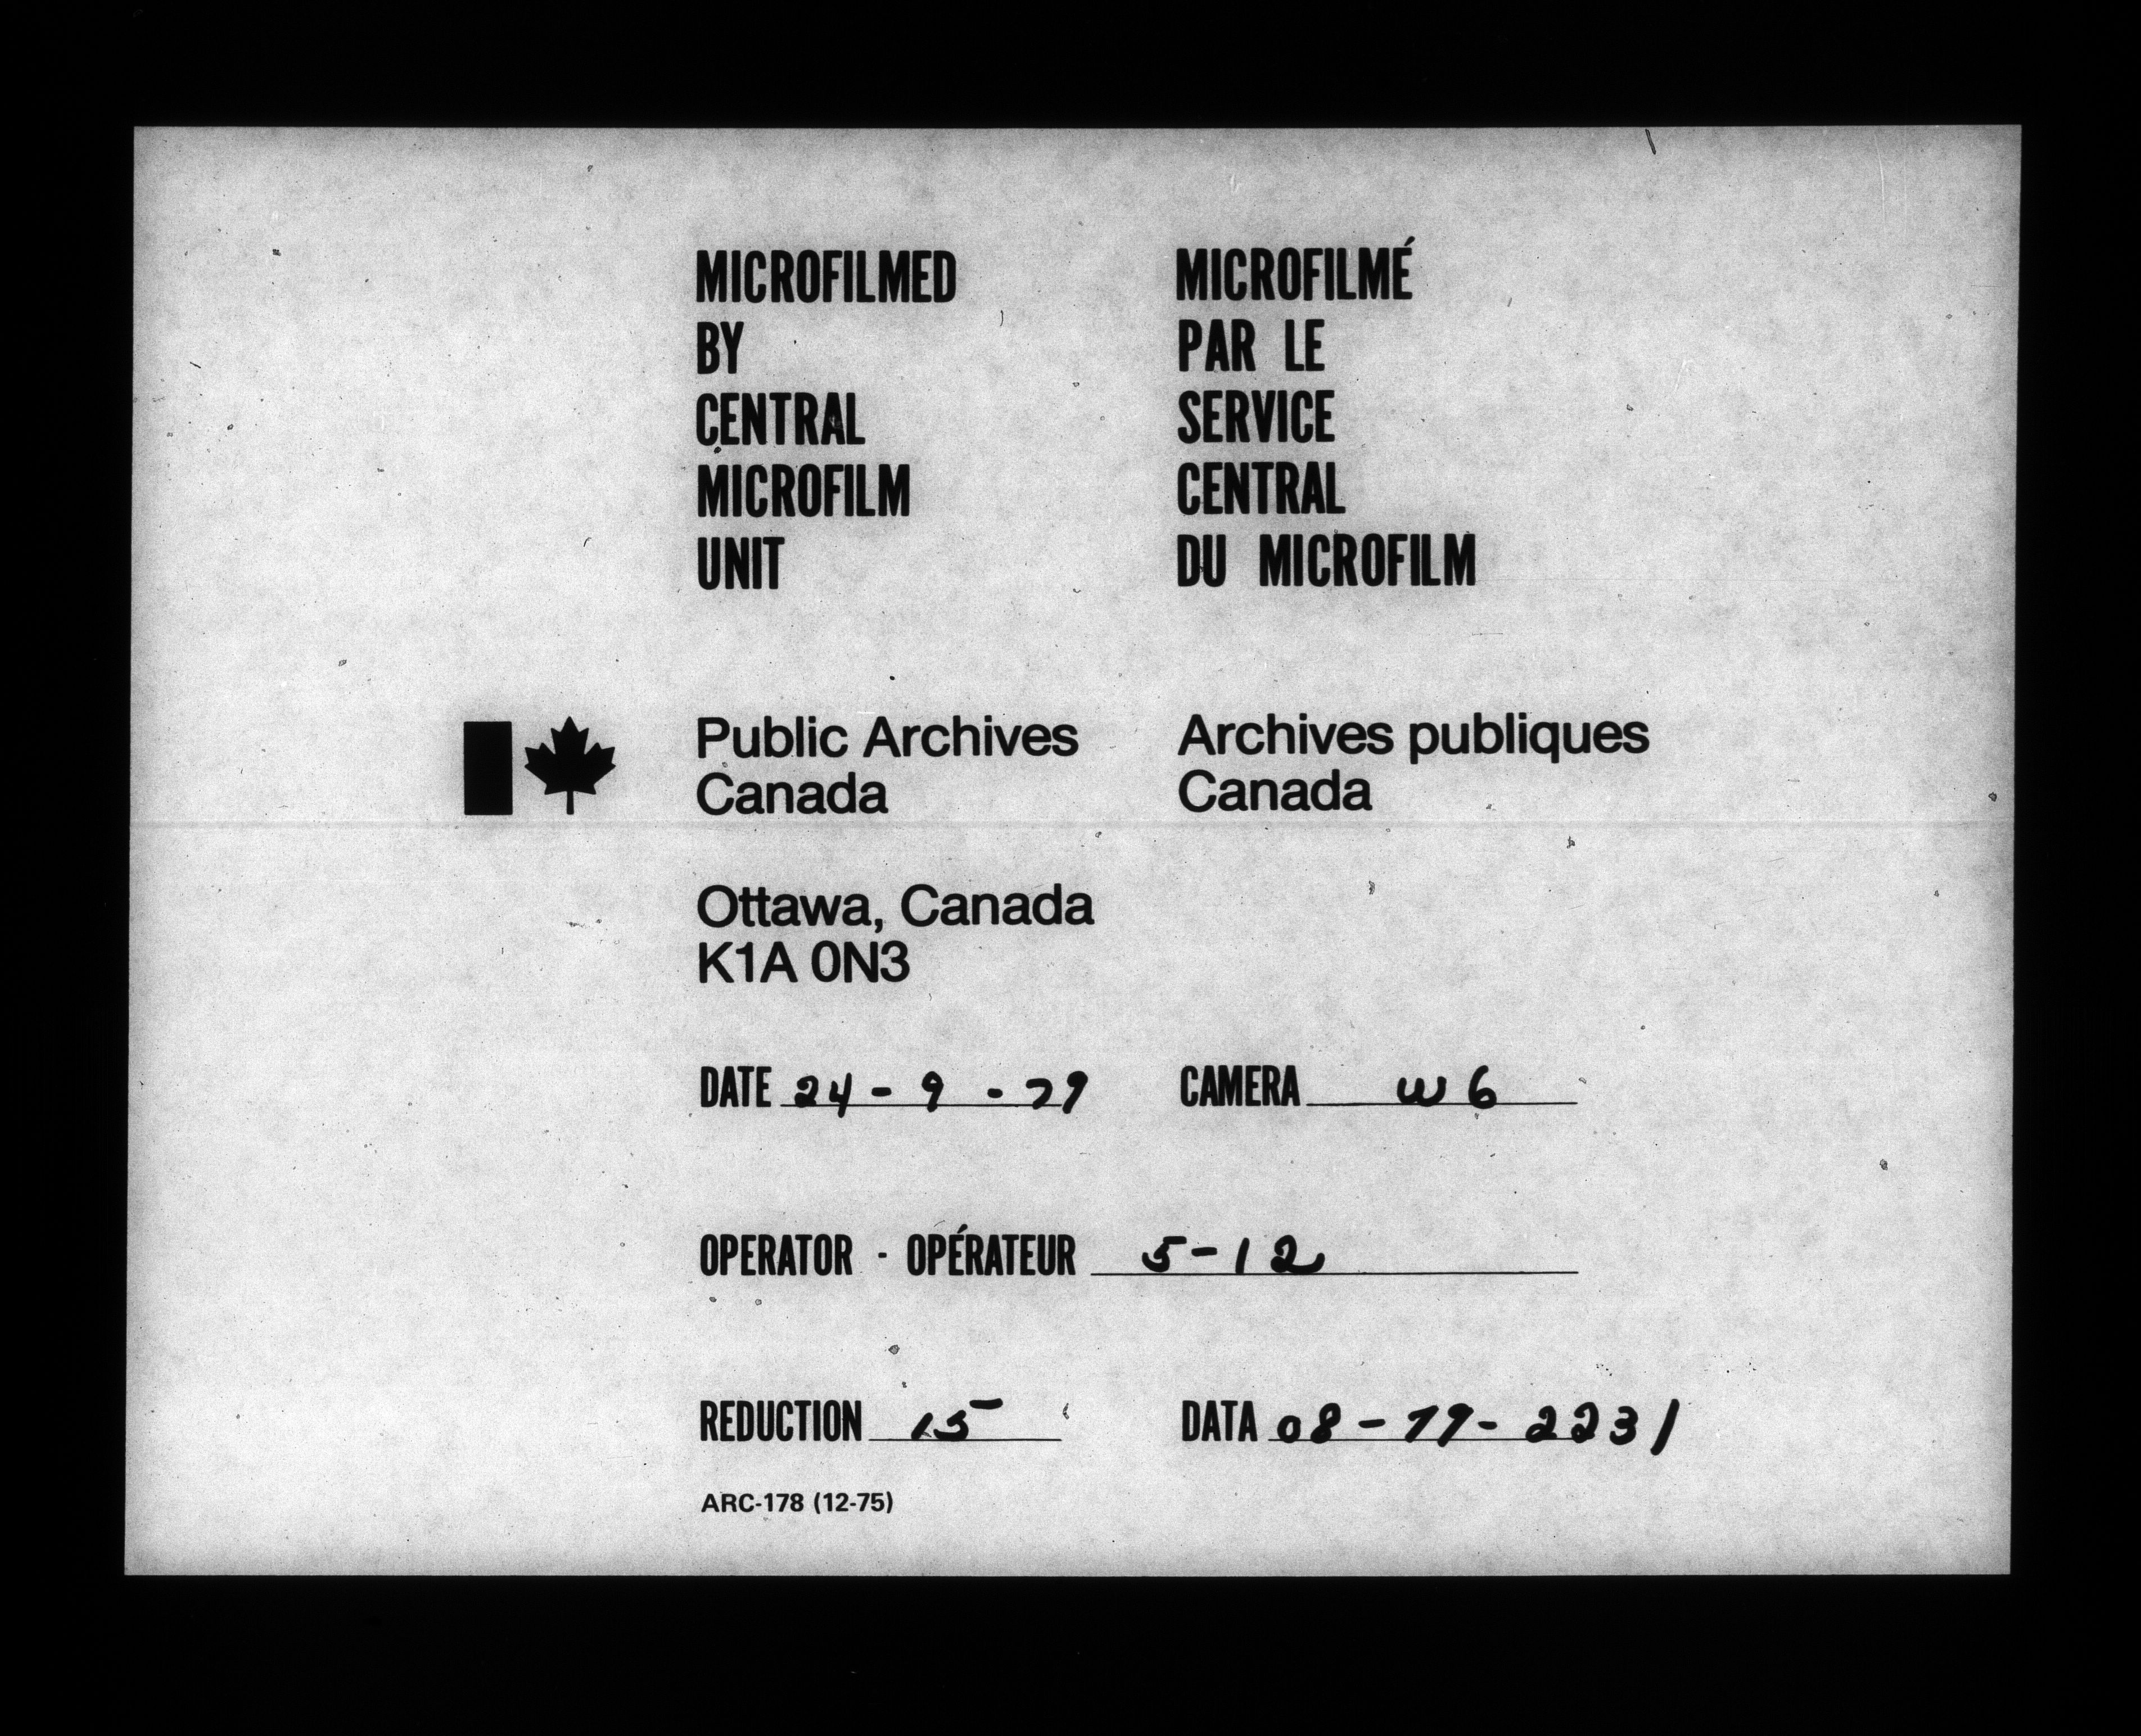 MICROFILMED
BY
CENTRAL
MICROFILM
UNIT
MICROFILMÉ
PAR LE
SERVICE
CENTRAL
DU MICROFILM
Public Archives
Canada
Archives publiques
Canada
Ottawa, Canada
K1A 0N3
DATE 24 - 9 - 79
CAMERA W 6
OPERATOR - OPÉRATEUR 5-12
REDUCTION 15
DATA 08 - 79 - 2231
ARC-178 (12-75)